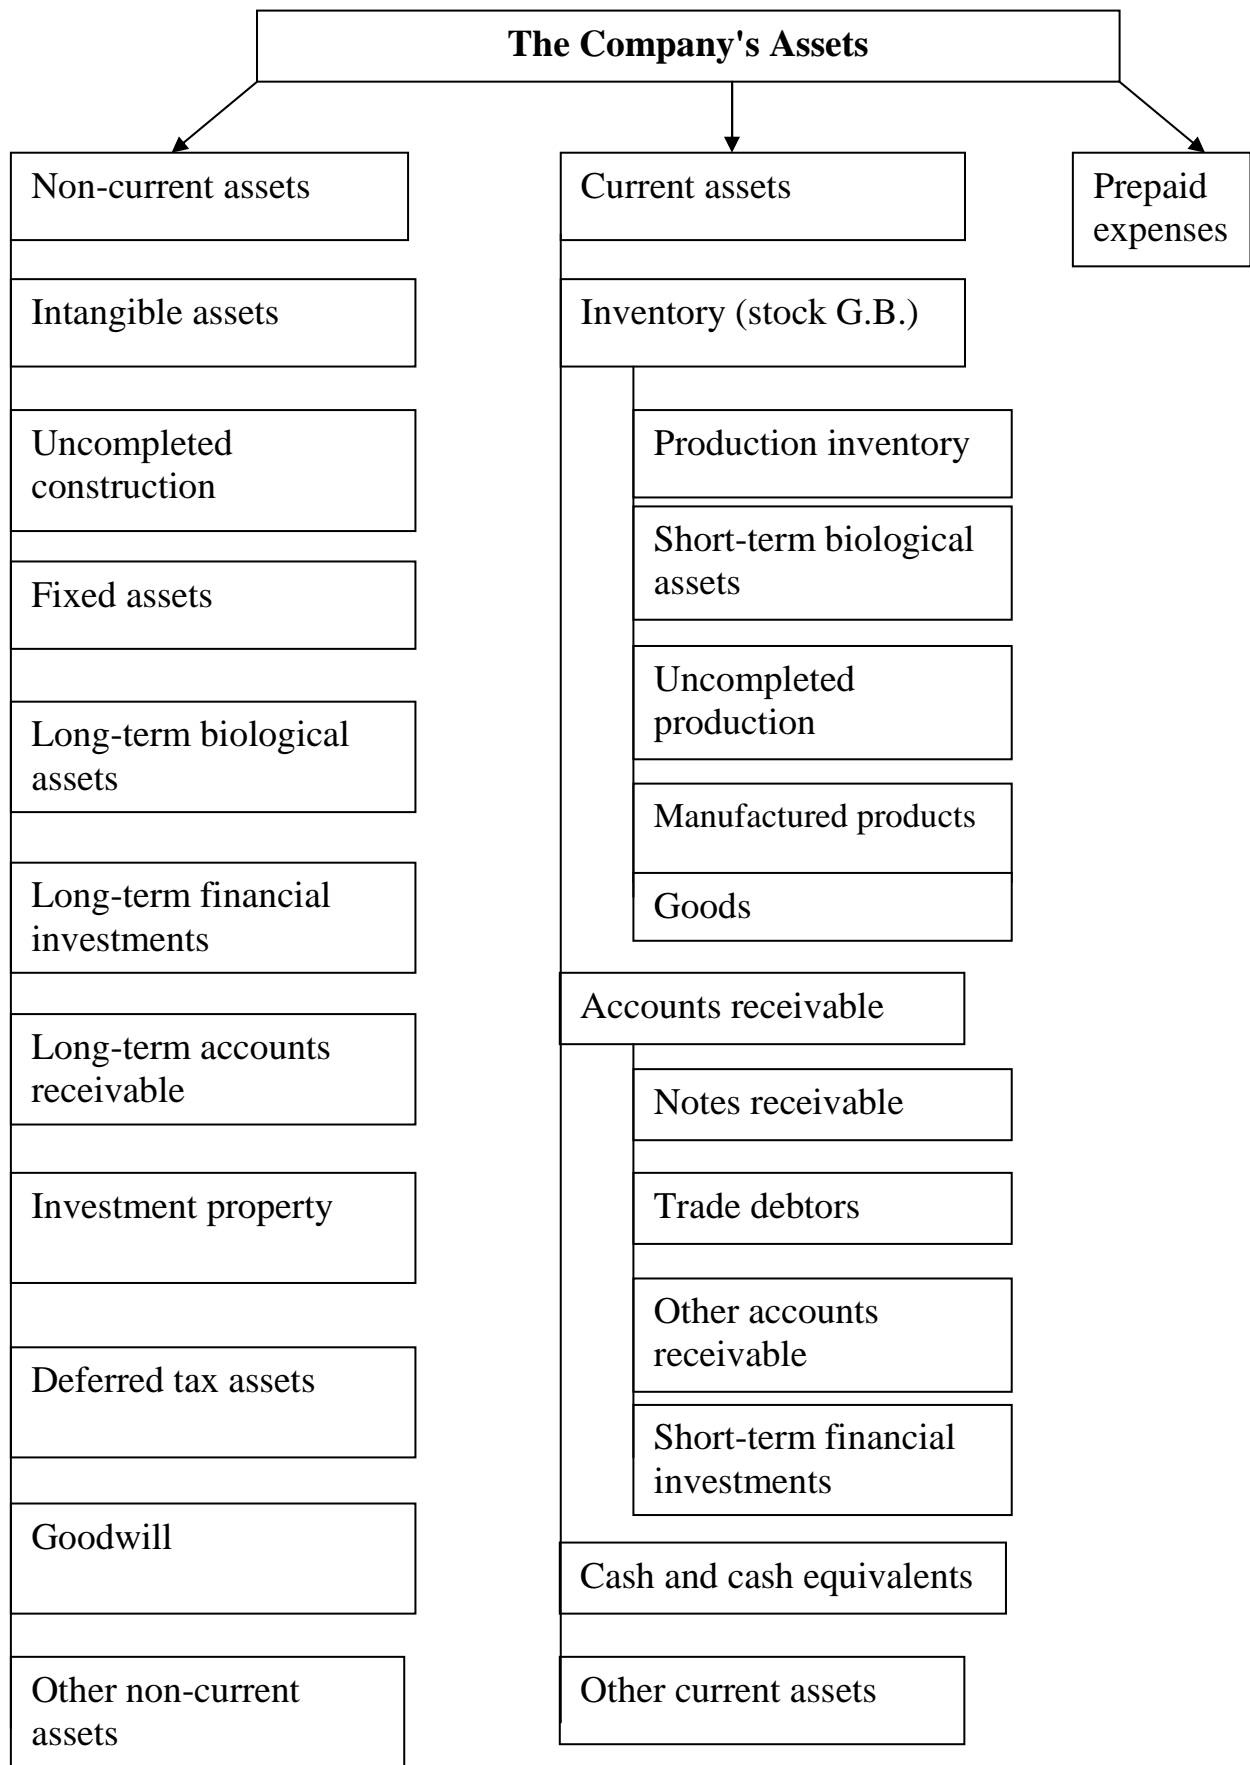 The Company's Assets
Non-current assets
Intangible assets
Uncompleted
construction
Fixed assets
Long-term biological
assets
Long-term financial
investments
Long-term accounts
receivable
Investment property
Deferred tax assets
Goodwill
Other non-current
assets
Current assets
Inventory (stock G.B.)
Production inventory
Short-term biological
assets
Uncompleted
production
Manufactured products
Goods
Accounts receivable
Notes receivable
Trade debtors
Other accounts
receivable
Short-term financial
investments
Cash and cash equivalents
Other current assets
Prepaid
expenses